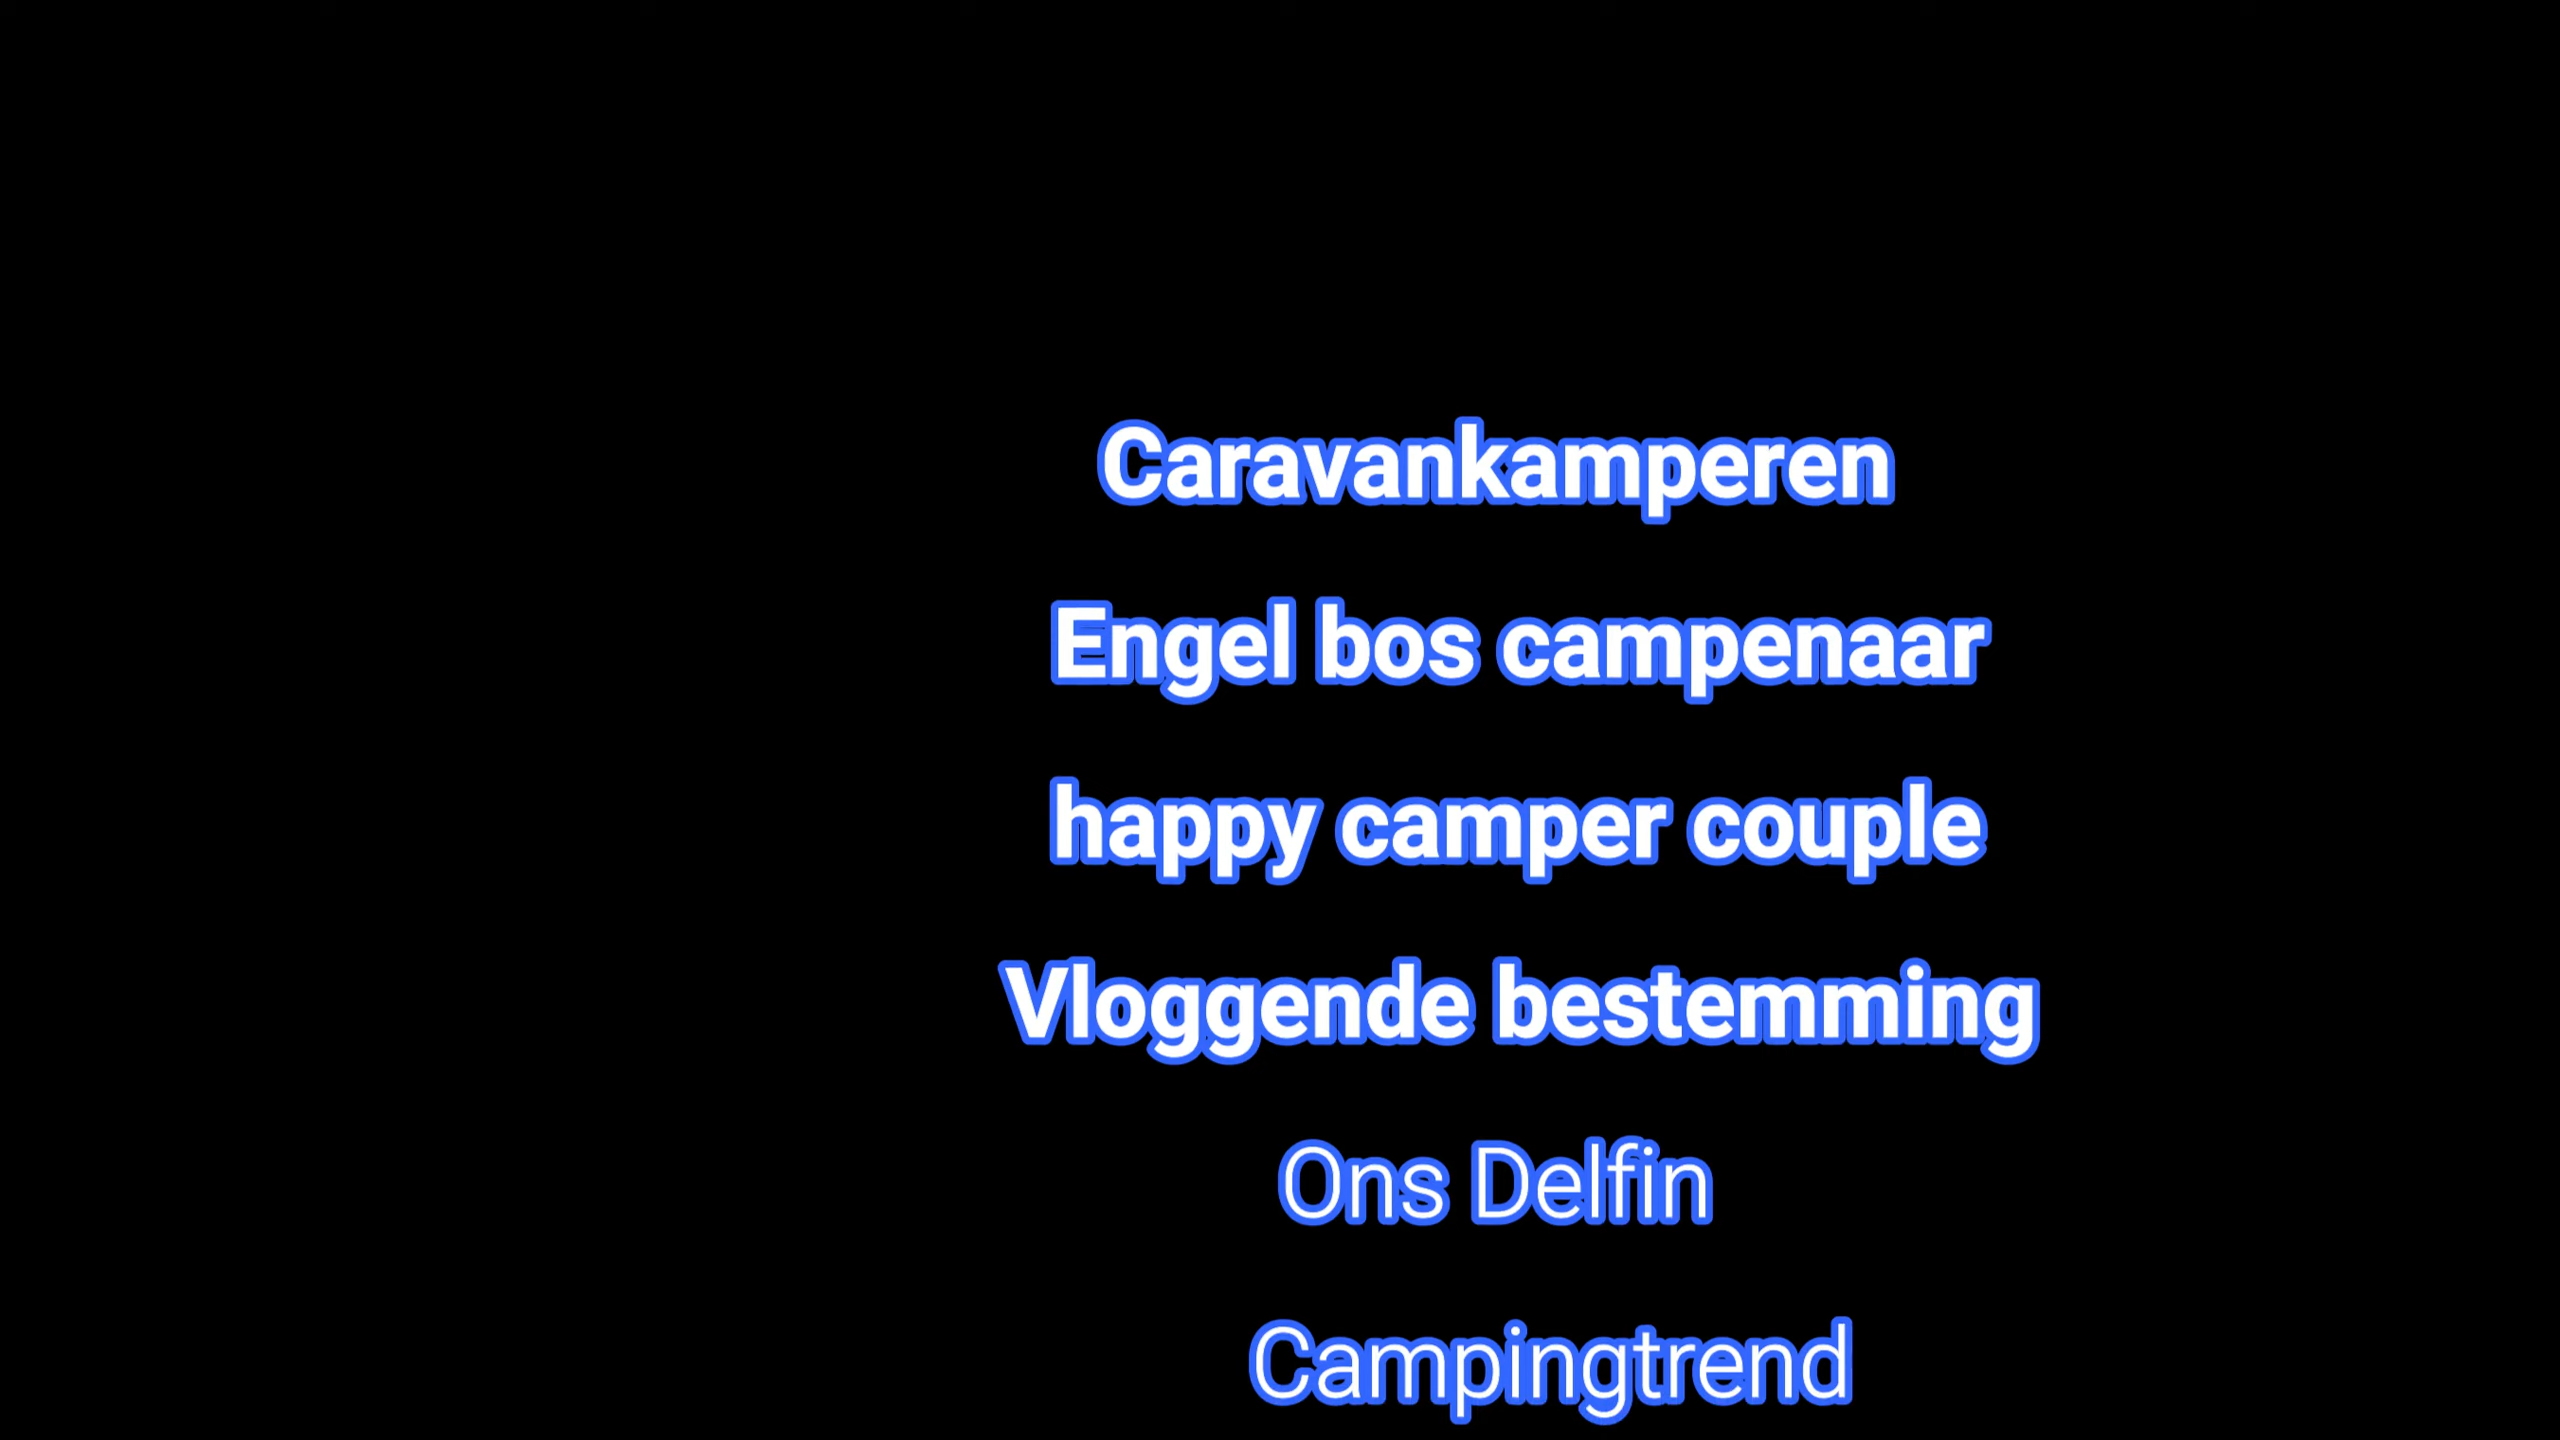 Caravankamperen
Engel bos campenaar
happy camper couple
Vloggende bestemming
Ons Delfin
Campingtrend